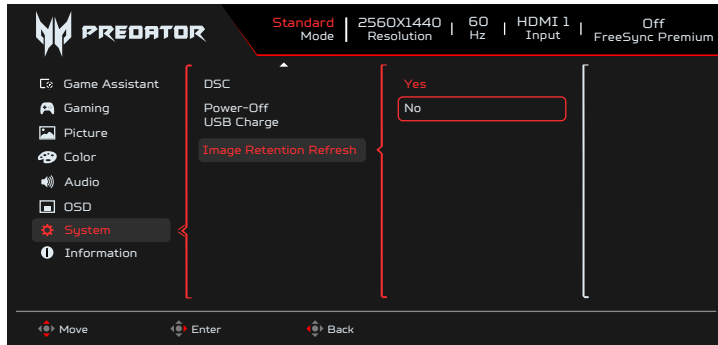 PREDATOR
Standard
Mode
2560X1440
Resolution
60
Hz
HDMI 1
Input
Off
FreeSync Premium
Game Assistant
Gaming
Picture
Color
Audio
OSD
System
Information
DSC
Power-Off
USB Charge
Image Retention Refresh
Yes
No
Move
Enter
Back